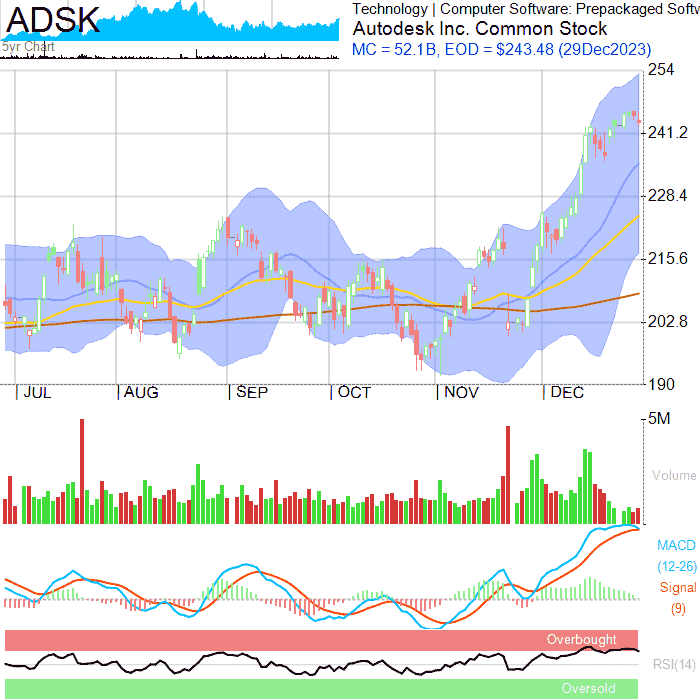 ADSK
5yr Chart
Technology | Computer Software: Prepackaged Softw
Autodesk Inc. Common Stock
MC = 52.1B, EOD = $243.48 (29Dec2023)
254
241.2
228.4
215.6
202.8
190
JUL AUG SEP OCT NOV DEC
5M
Volume
MACD
(12-26)
Signal
(9)
Overbought
RSI(14)
Oversold